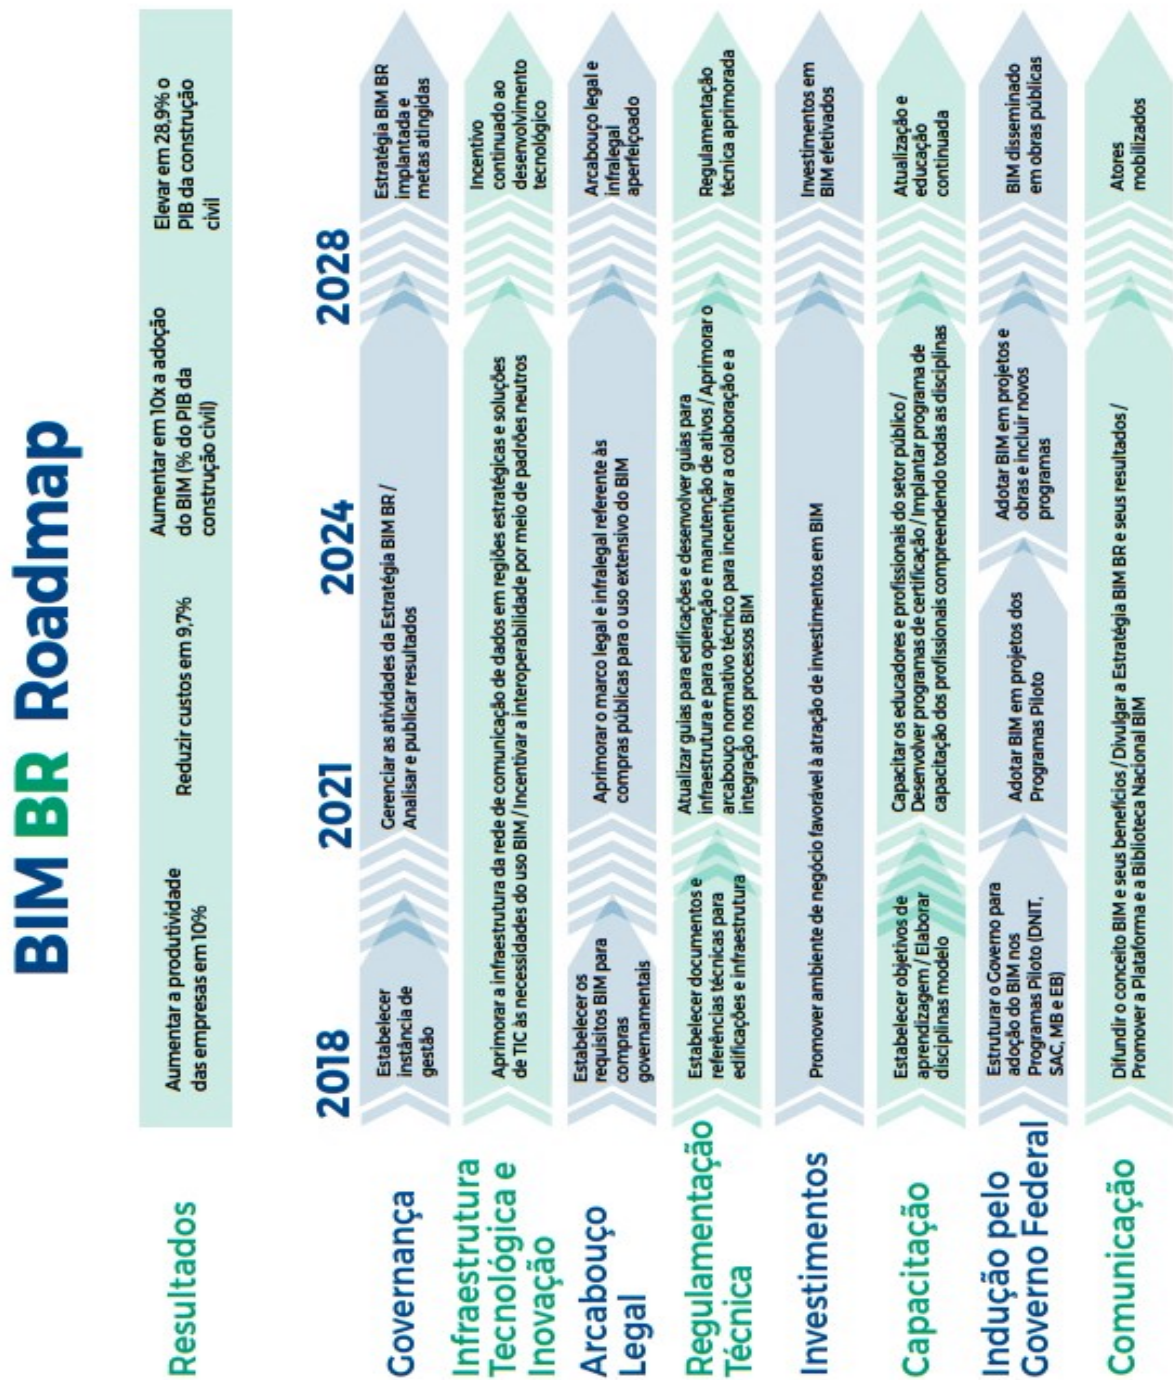 BIM BR Roadmap
Resultados
Aumentar a produtividade
das empresas em 10%
Reduzir custos em 9,7%
Aumentar em 10x a adoção
do BIM (% do PIB da
construção civil)
Elevar em 28,9% o
PIB da construção
civil
2018
2021
2024
2028
Governança
Estabelecer
instância de
gestão
Gerenciar as atividades da Estratégia BIM BR /
Analisar e publicar resultados
Estratégia BIM BR
implantada e
metas atingidas
Infraestrutura
Tecnológica e
Inovação
Aprimorar a infraestrutura da rede de comunicação de dados em regiões estratégicas e soluções
de TIC às necessidades do uso BIM / Incentivar a interoperabilidade por meio de padrões neutros
Incentivo
continuado ao
desenvolvimento
tecnológico
Arcabouço
Legal
Estabelecer os
requisitos BIM para
compras
governamentais
Aprimorar o marco legal e infralegal referente às
compras públicas para o uso extensivo do BIM
Arcabouço legal e
infralegal
aperfeiçoado
Regulamentação
Técnica
Estabelecer documentos e
referências técnicas para
edificações e infraestrutura
Atualizar guias para edificações e desenvolver guias para
infraestrutura e para operação e manutenção de ativos / Aprimorar o
arcabouço normativo técnico para incentivar a colaboração e a
integração nos processos BIM
Regulamentação
técnica aprimorada
Investimentos
Promover ambiente de negócio favorável à atração de investimentos em BIM
Investimentos em
BIM efetivados
Capacitação
Estabelecer objetivos de
aprendizagem / Elaborar
disciplinas modelo
Capacitar os educadores e profissionais do setor público /
Desenvolver programas de certificação / Implantar programa de
capacitação dos profissionais compreendendo todas as disciplinas
Atualização e
educação
continuada
Indução pelo
Governo Federal
Estruturar o Governo para
adoção do BIM nos
Programas Piloto (DNIT,
SAC, MB e EB)
Adotar BIM em projetos dos
Programas Piloto
Adotar BIM em projetos e
obras e incluir novos
programas
BIM disseminado
em obras públicas
Comunicação
Difundir o conceito BIM e seus benefícios / Divulgar a Estratégia BIM BR e seus resultados /
Promover a Plataforma e a Biblioteca Nacional BIM
Atores
mobilizados